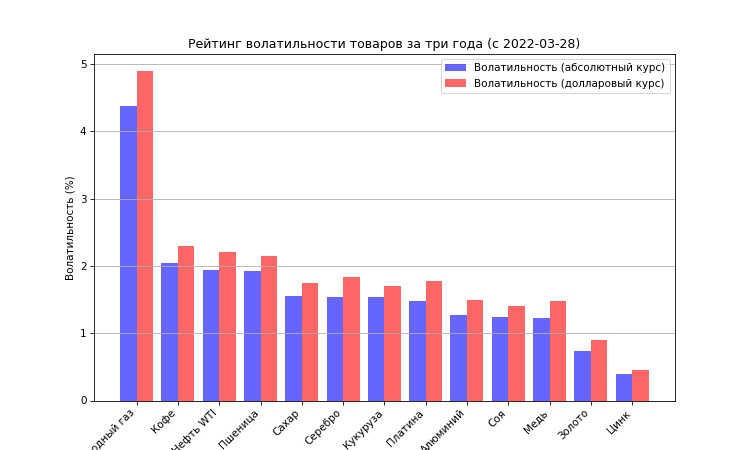 Рейтинг волатильности товаров за три года (с 2022-03-28)
Волатильность (абсолютный курс)
Волатильность (долларовый курс)
Волатильность (%)
5
4
3
2
1
0
одный газ
Кофе
Нефть WTI
Пшеница
Сахар
Серебро
Кукуруза
Платина
Алюминий
Соя
Медь
Золото
Цинк